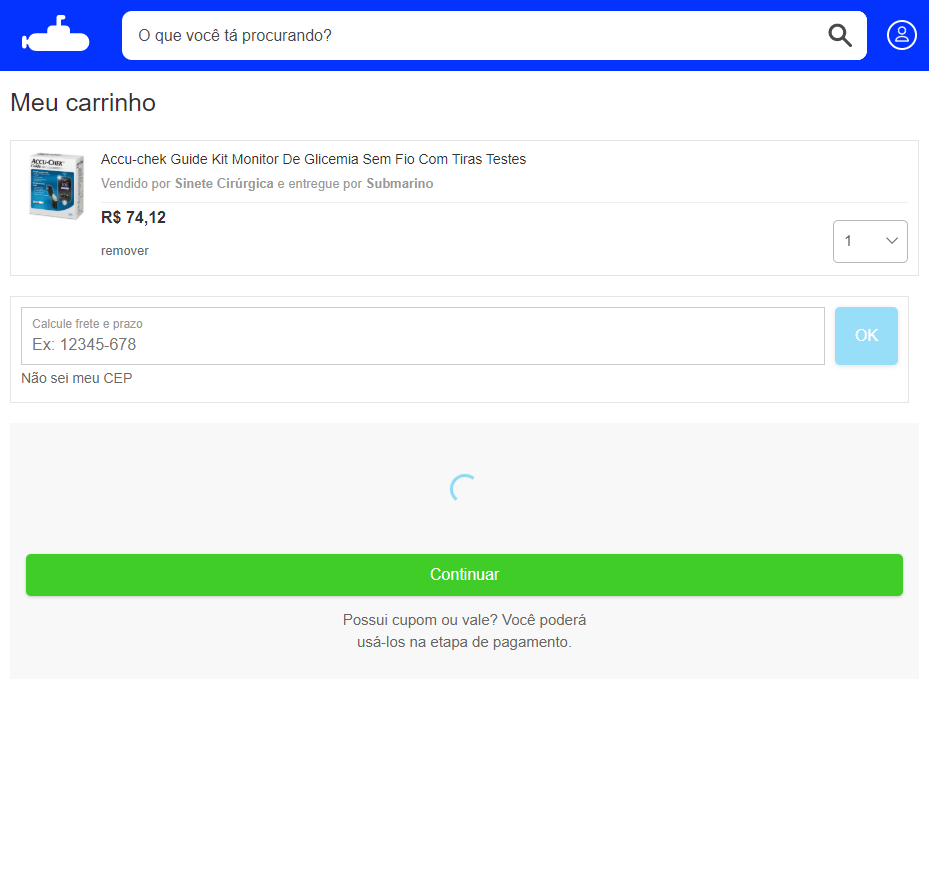 O que você tá procurando?
Meu carrinho
ACCU-CHEK
Accu-chek Guide Kit Monitor De Glicemia Sem Fio Com Tiras Testes
Vendido por Sinete Cirúrgica e entregue por Submarino
R$ 74,12
remover
1
Calcule frete e prazo
Ex: 12345-678
OK
Não sei meu CEP
Continuar
Possui cupom ou vale? Você poderá
usá-los na etapa de pagamento.